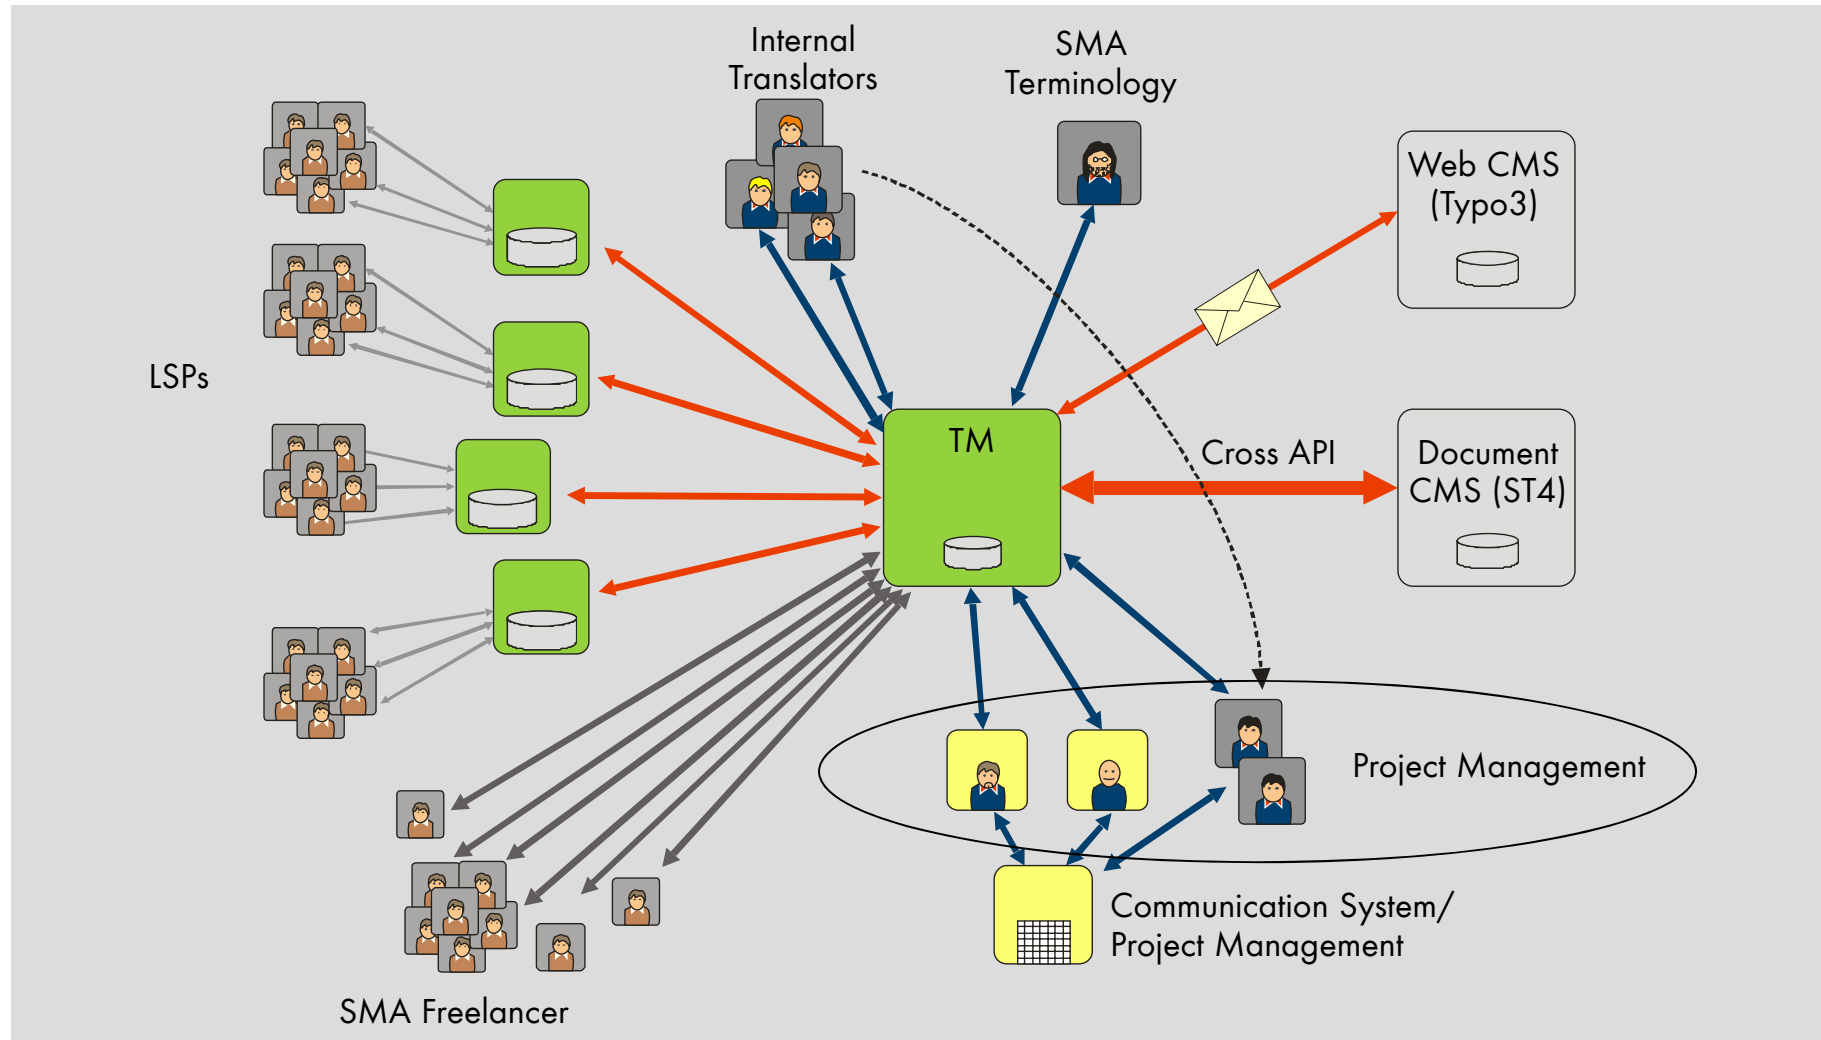 Internal
Translators
SMA
Terminology
Web CMS
(Typo3)
LSPs
TM
Cross API
Document
CMS (ST4)
Project Management
Communication System/
Project Management
SMA Freelancer